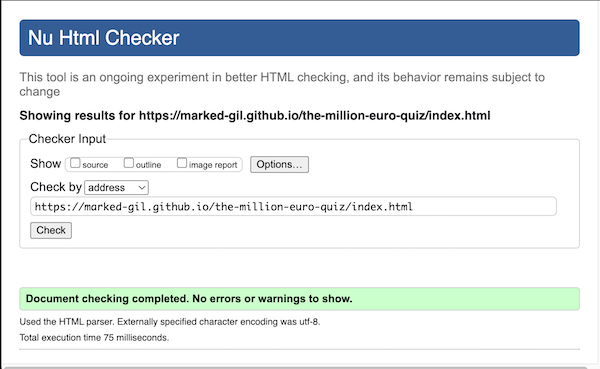 Nu Html Checker
This tool is an ongoing experiment in better HTML checking, and its behavior remains subject to
change
Showing results for https://marked-gil.github.io/the-million-euro-quiz/index.html
Checker Input
Show source outline image report Options...
Check by address
https://marked-gil.github.io/the-million-euro-quiz/index.html
Check
Document checking completed. No errors or warnings to show.
Used the HTML parser. Externally specified character encoding was utf-8.
Total execution time 75 milliseconds.